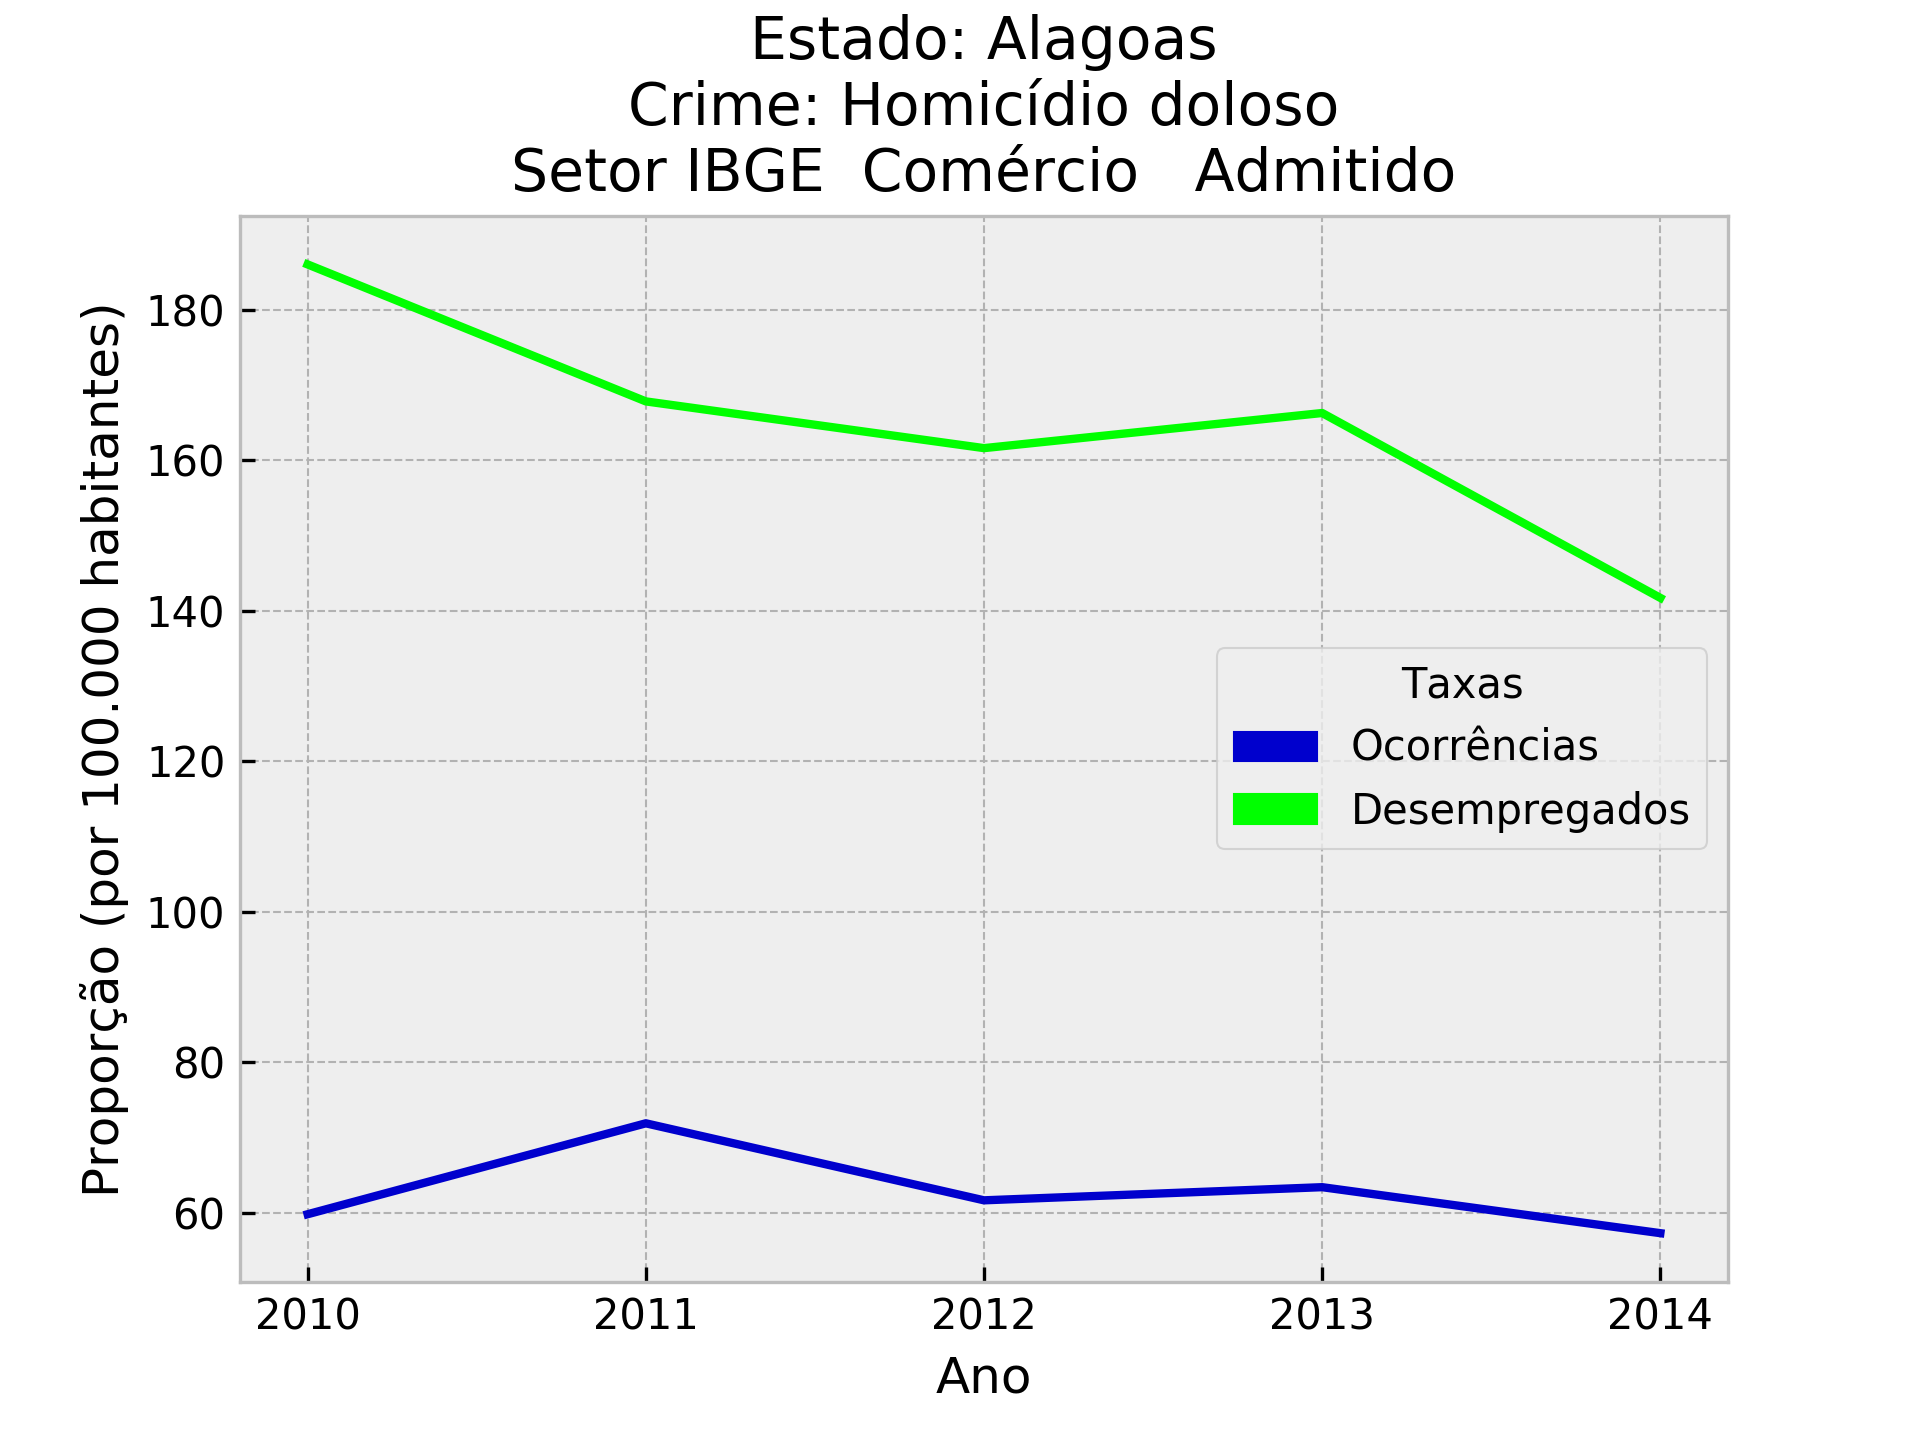 Estado: Alagoas
Crime: Homicídio doloso
Setor IBGE  Comércio   Admitido
Proporção (por 100.000 habitantes)
180
160
140
120
100
80
60
Taxas
Ocorrências
Desempregados
2010 2011 2012 2013 2014
Ano